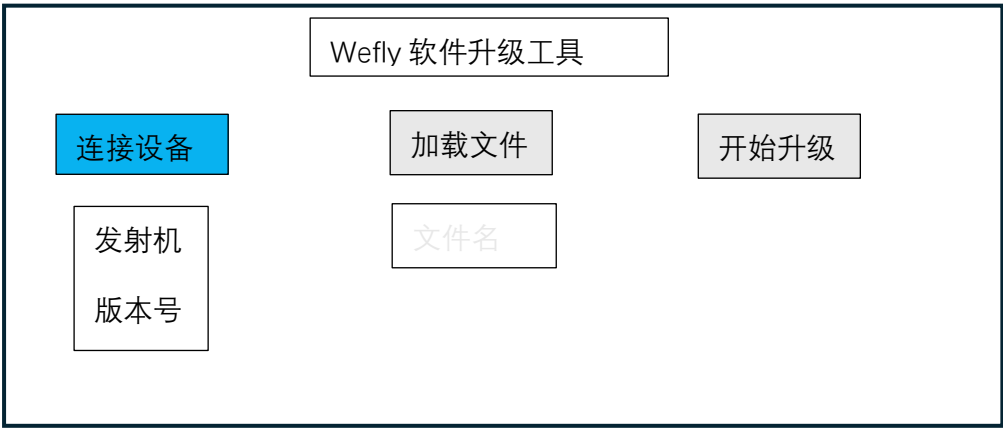 Wefly 软件升级工具
连接设备
加载文件
开始升级
发射机
版本号
文件名